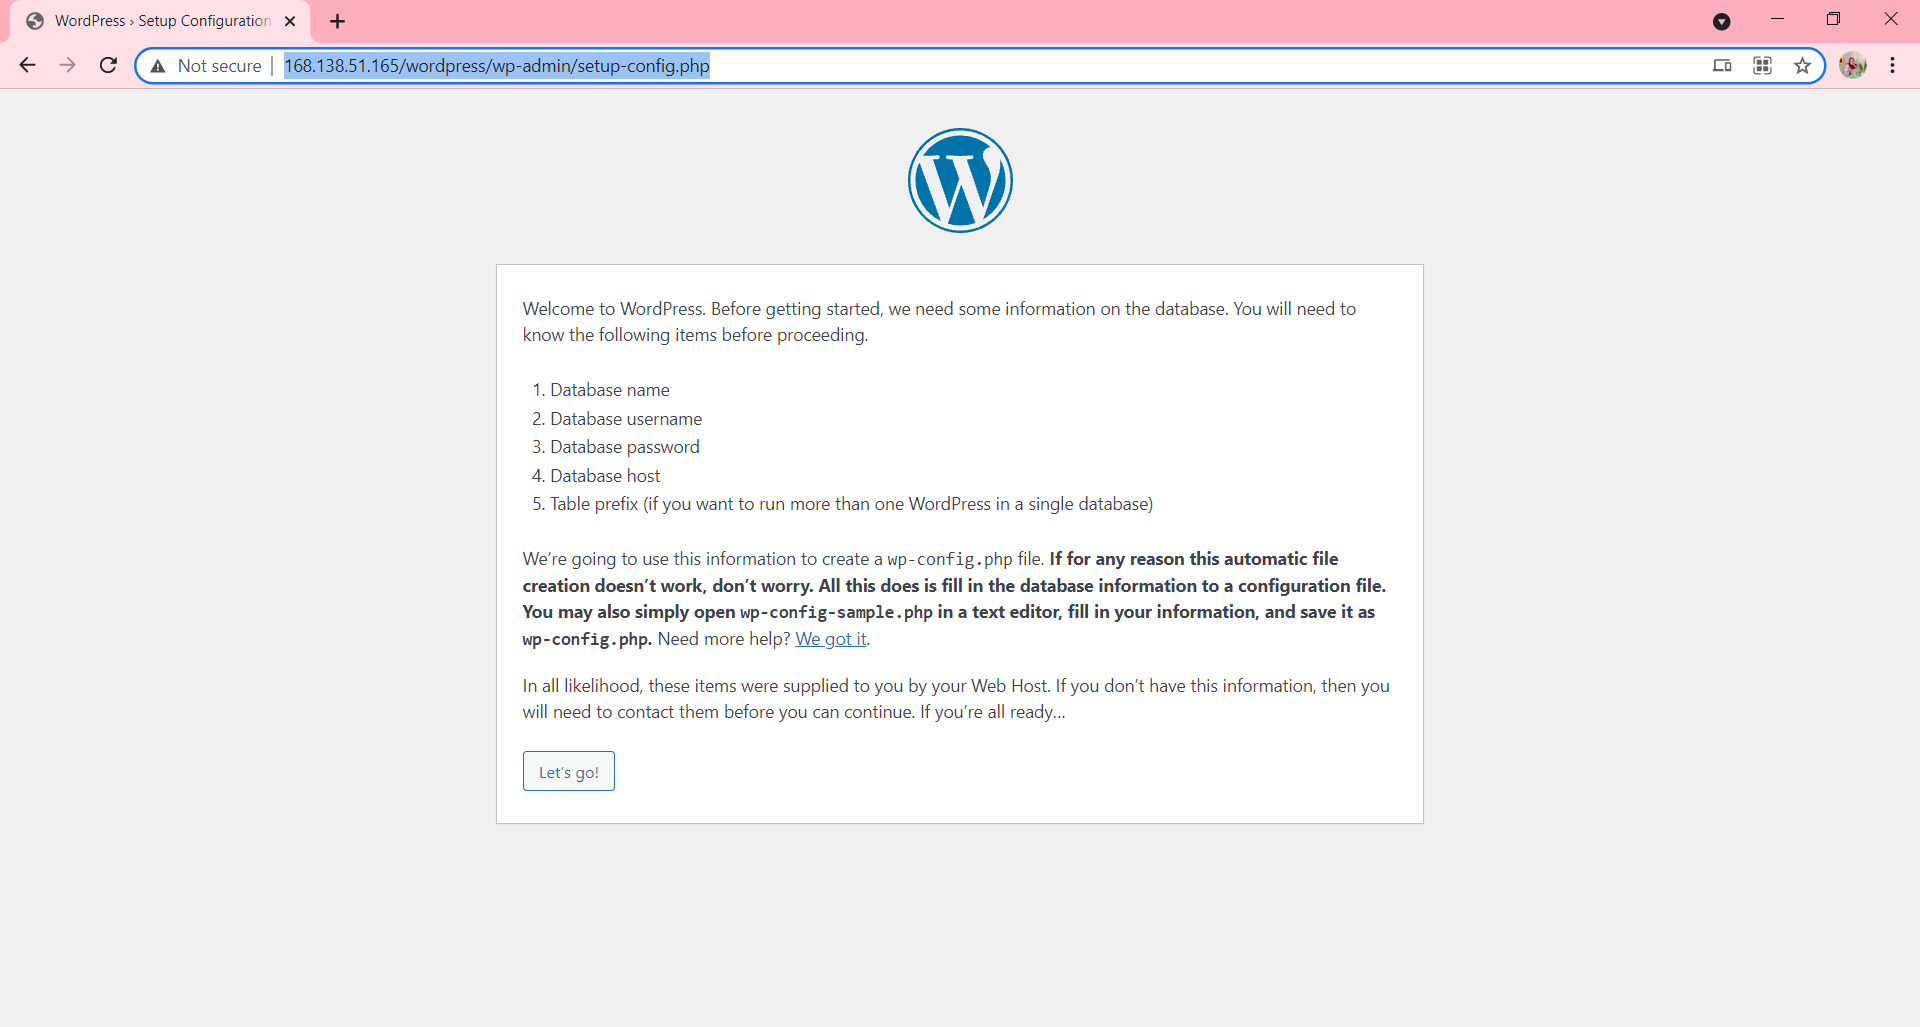 WordPress › Setup Configuration
Not secure | 168.138.51.165/wordpress/wp-admin/setup-config.php
Welcome to WordPress. Before getting started, we need some information on the database. You will need to
know the following items before proceeding.
1. Database name
2. Database username
3. Database password
4. Database host
5. Table prefix (if you want to run more than one WordPress in a single database)
We’re going to use this information to create a wp-config.php file. If for any reason this automatic file
creation doesn’t work, don’t worry. All this does is fill in the database information to a configuration file.
You may also simply open wp-config-sample.php in a text editor, fill in your information, and save it as
wp-config.php. Need more help? We got it.
In all likelihood, these items were supplied to you by your Web Host. If you don’t have this information, then you
will need to contact them before you can continue. If you’re all ready…
Let’s go!